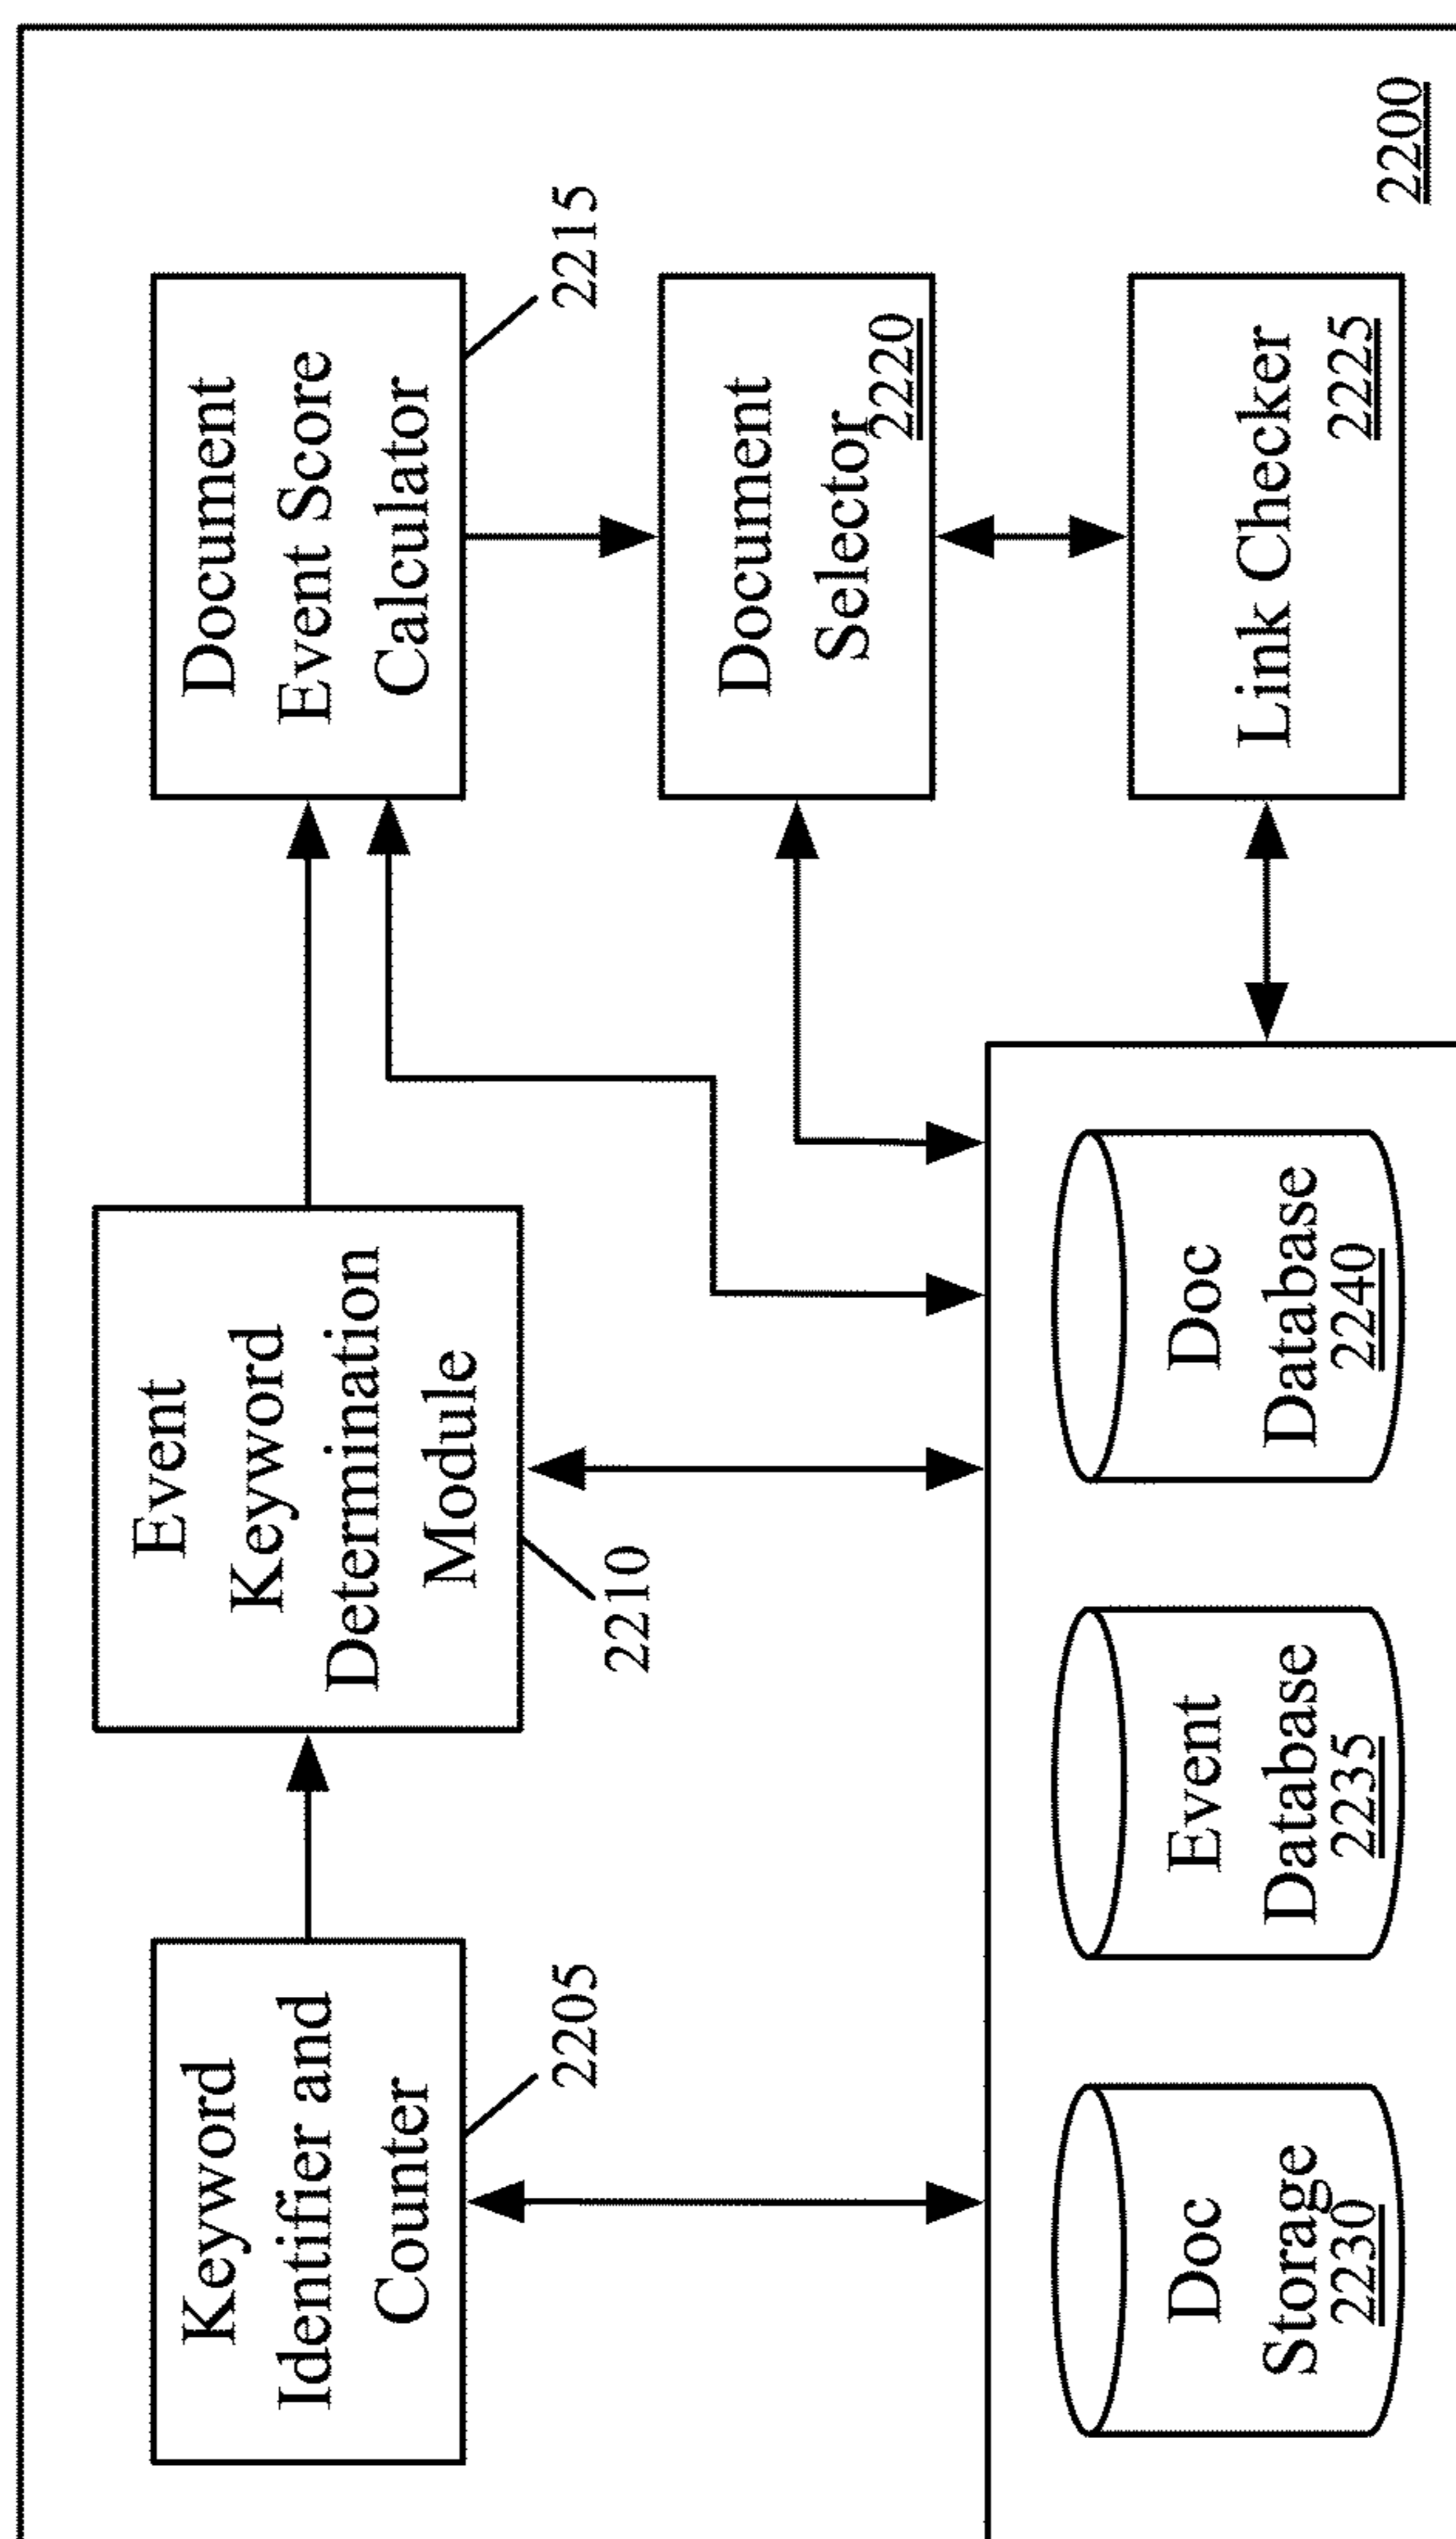 Keyword
Identifier and
Counter
2205
Event
Keyword
Determination
Module
2210
Document
Event Score
Calculator
2215
Document
Selector
2220
Link Checker
2225
Doc
Storage
2230
Event
Database
2235
Doc
Database
2240
2200